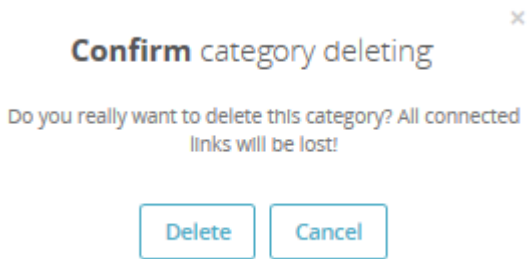 ×
Confirm category deleting
Do you really want to delete this category? All connected
links will be lost!
Delete Cancel